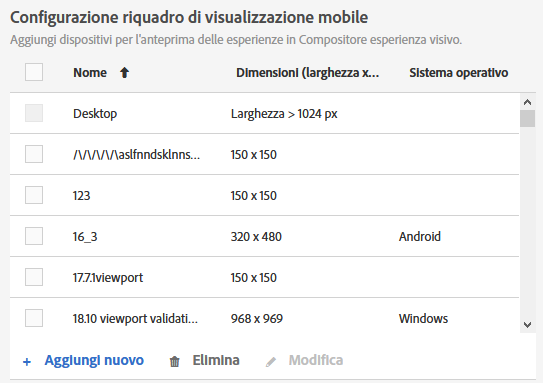 Configurazione riquadro di visualizzazione mobile
Aggiungi dispositivi per l'anteprima delle esperienze in Compositore esperienza visivo.
Nome Dimensioni (larghezza x... Sistema operativo
Desktop Larghezza > 1024 px
/\/\/\/\/\aslfnndsklnns... 150 x 150
123 150 x 150
16_3 320 x 480 Android
17.7.1viewport 150 x 150
18.10 viewport validati... 968 x 969 Windows
+ Aggiungi nuovo Elimina Modifica